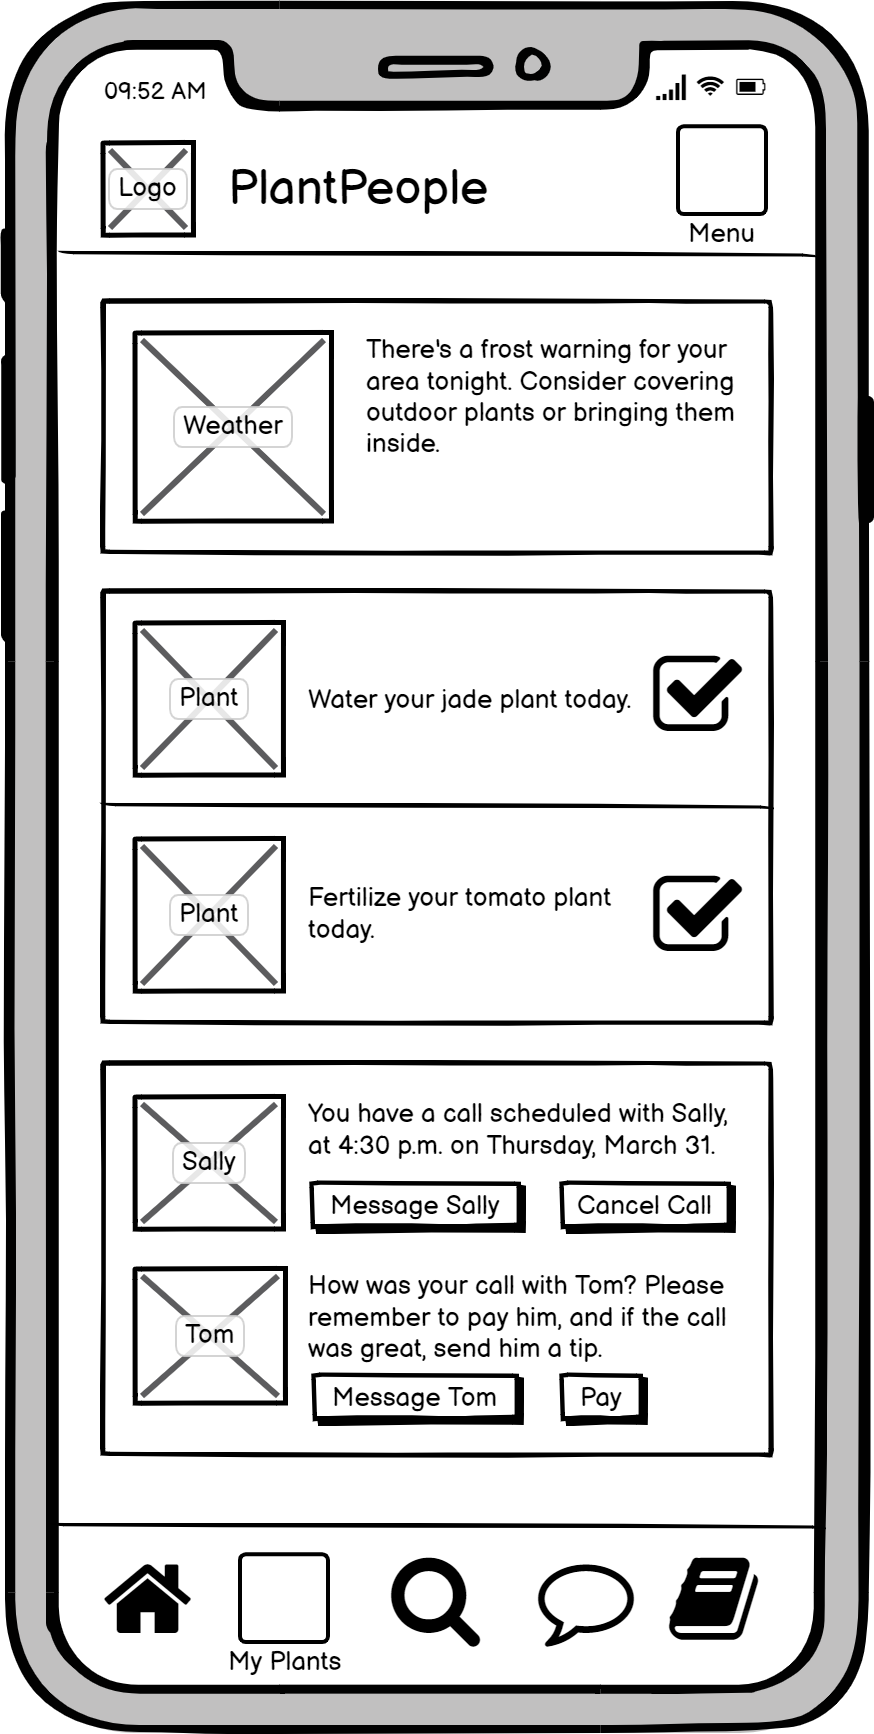 09:52 AM
Logo
PlantPeople
Menu
Weather
There's a frost warning for your
area tonight. Consider covering
outdoor plants or bringing them
inside.
Plant
Water your jade plant today.
Plant
Fertilize your tomato plant
today.
Sally
You have a call scheduled with Sally,
at 4:30 p.m. on Thursday, March 31.
Message Sally
Cancel Call
Tom
How was your call with Tom? Please
remember to pay him, and if the call
was great, send him a tip.
Message Tom
Pay
My Plants